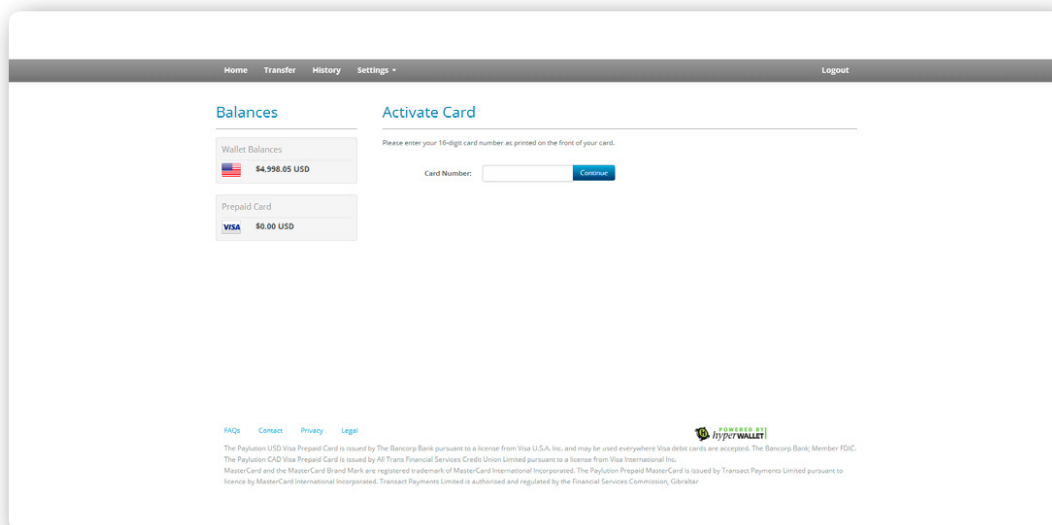 Home Transfer History Settings
Logout
Balances
Wallet Balances
$4,998.05 USD
Prepaid Card
VISA $0.00 USD
Activate Card
Please enter your 16-digit card number as printed on the front of your card.
Card Number: Continue
FAQs Contact Privacy Legal
POWERED BY
hyperWALLET
The Paylution USD Visa Prepaid Card is issued by The Bancorp Bank pursuant to a license from Visa U.S.A. Inc. and may be used everywhere Visa debit cards are accepted. The Bancorp Bank; Member FDIC.
The Paylution CAD Visa Prepaid Card is issued by All Trans Financial Services Credit Union Limited pursuant to a license from Visa International Inc.
MasterCard and the MasterCard Brand Mark are registered trademark of MasterCard International Incorporated. The Paylution Prepaid MasterCard is issued by Transact Payments Limited pursuant to
licence by MasterCard International Incorporated. Transact Payments Limited is authorised and regulated by the Financial Services Commission, Gibraltar